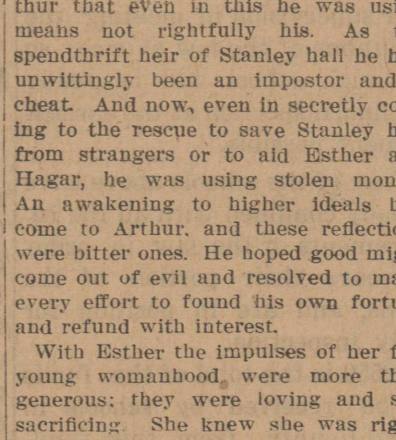 thur that even in this he was usi
means not rightfully his. As t
spendthrift heir of Stanley hall he h
unwittingly been an impostor and
cheat. And now, even in secretly co
ing to the rescue to save Stanley h
from strangers or to aid Esther a
Hagar, he was using stolen mon
An awakening to higher ideals h
come to Arthur, and these reflectio
were bitter ones. He hoped good mig
come out of evil and resolved to ma
every effort to found his own fortu
and refund with interest.
With Esther the impulses of her f
young womanhood were more th
generous: they were loving and s
sacrificing. She knew she was rig